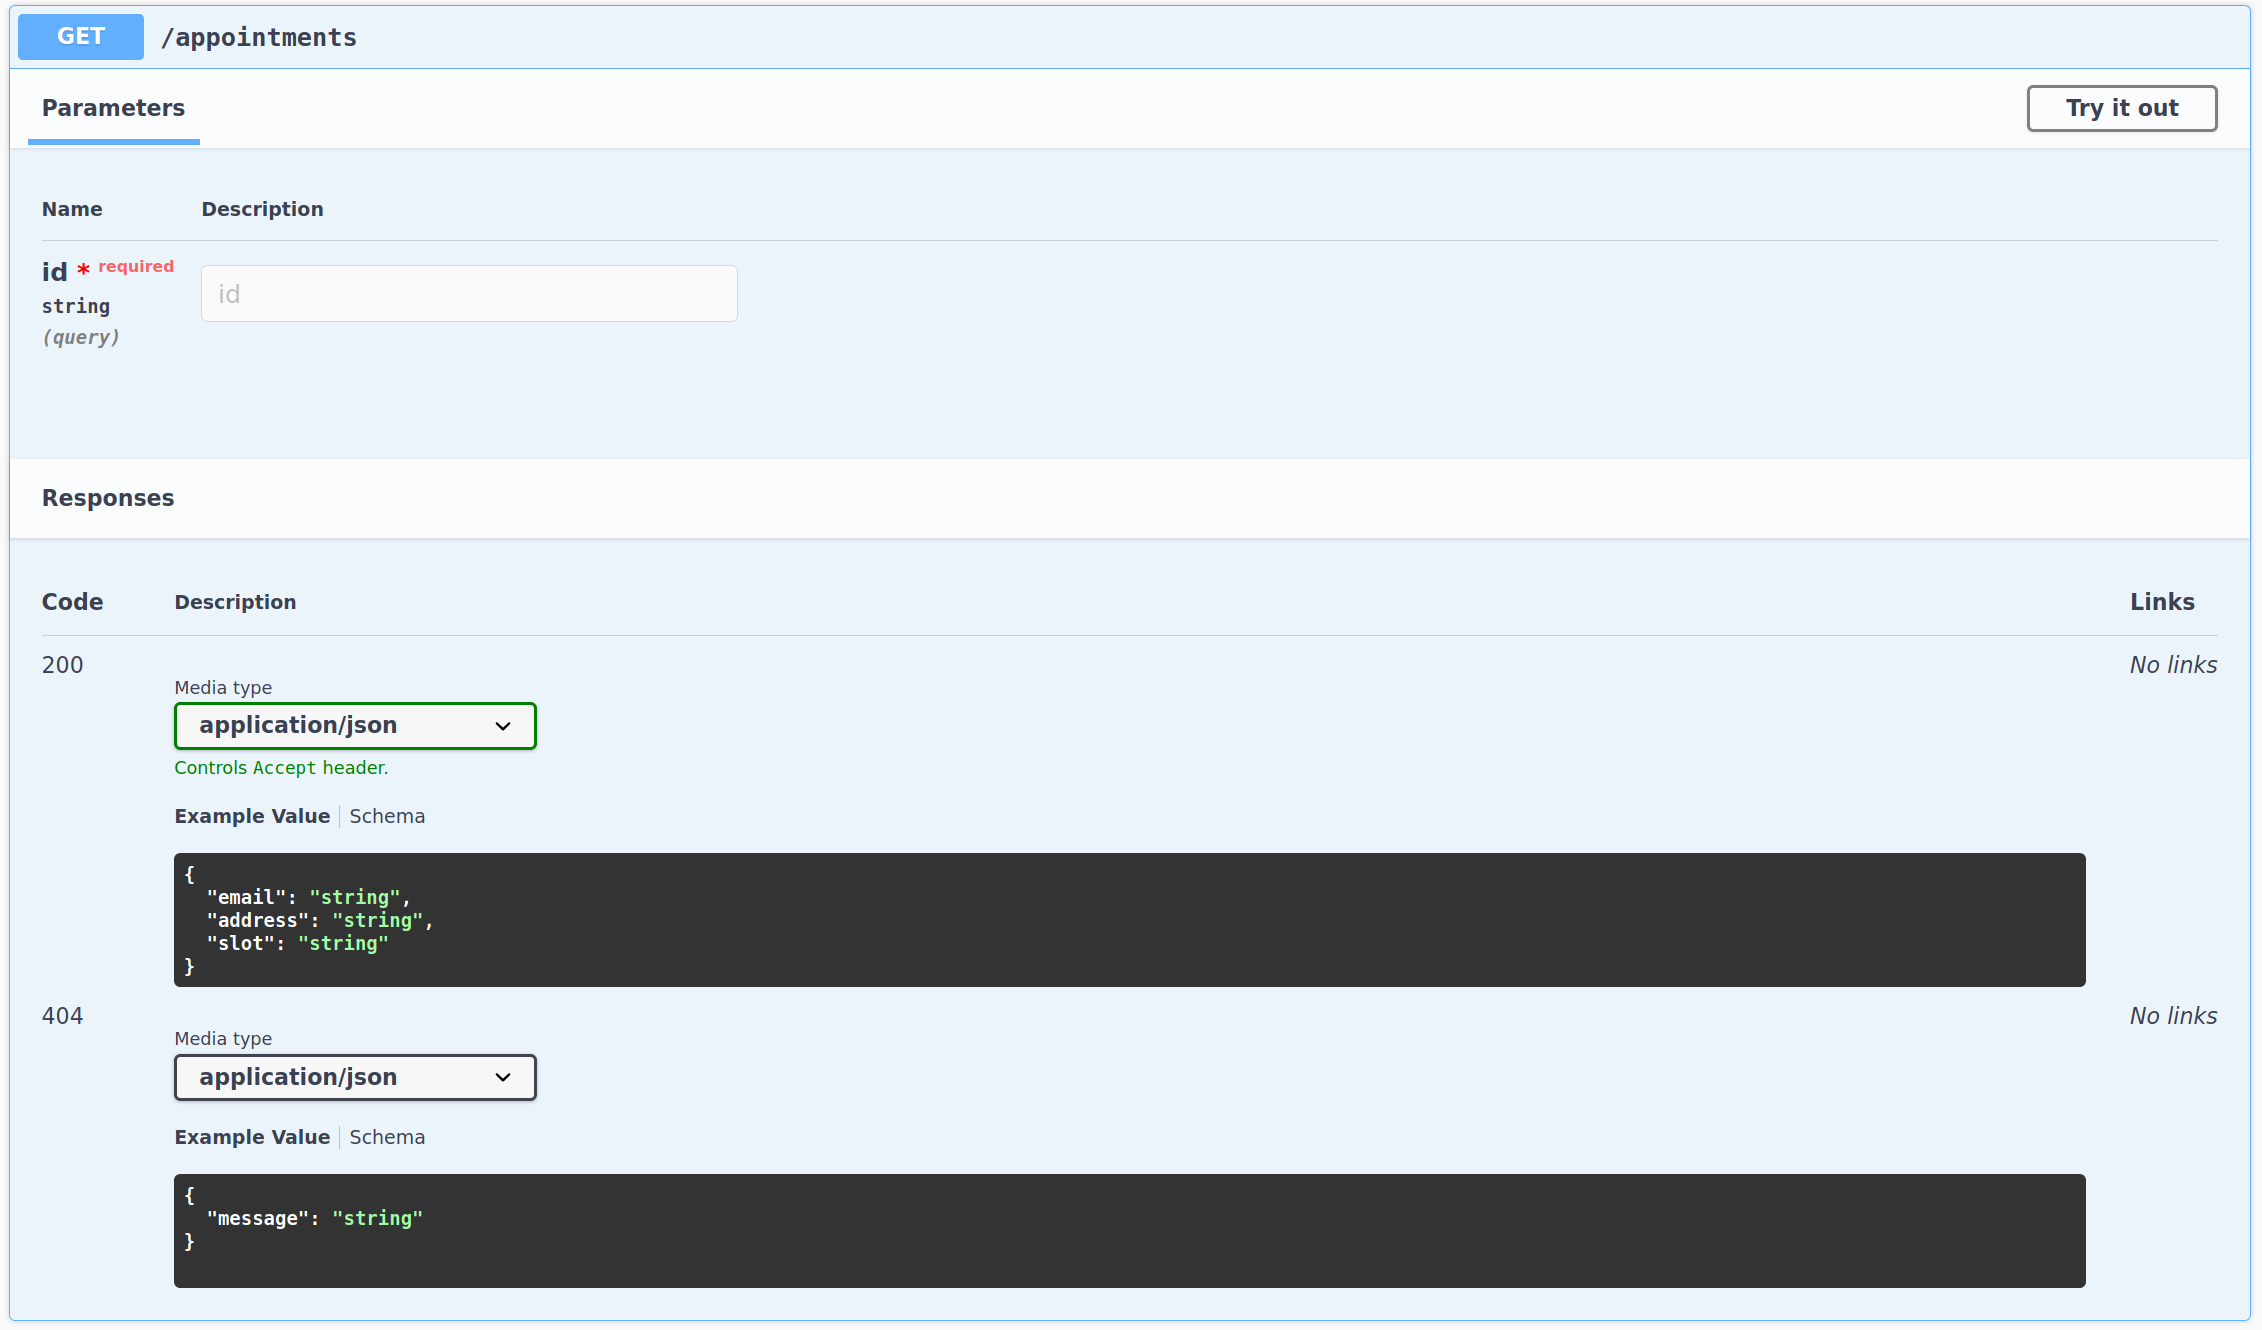 GET /appointments
Parameters
Try it out
Name Description
id * required
string
(query)
id
Responses
Code Description Links
200 No links
Media type
application/json
Controls Accept header.
Example Value Schema
{
  "email": "string",
  "address": "string",
  "slot": "string"
}
404 No links
Media type
application/json
Example Value Schema
{
  "message": "string"
}